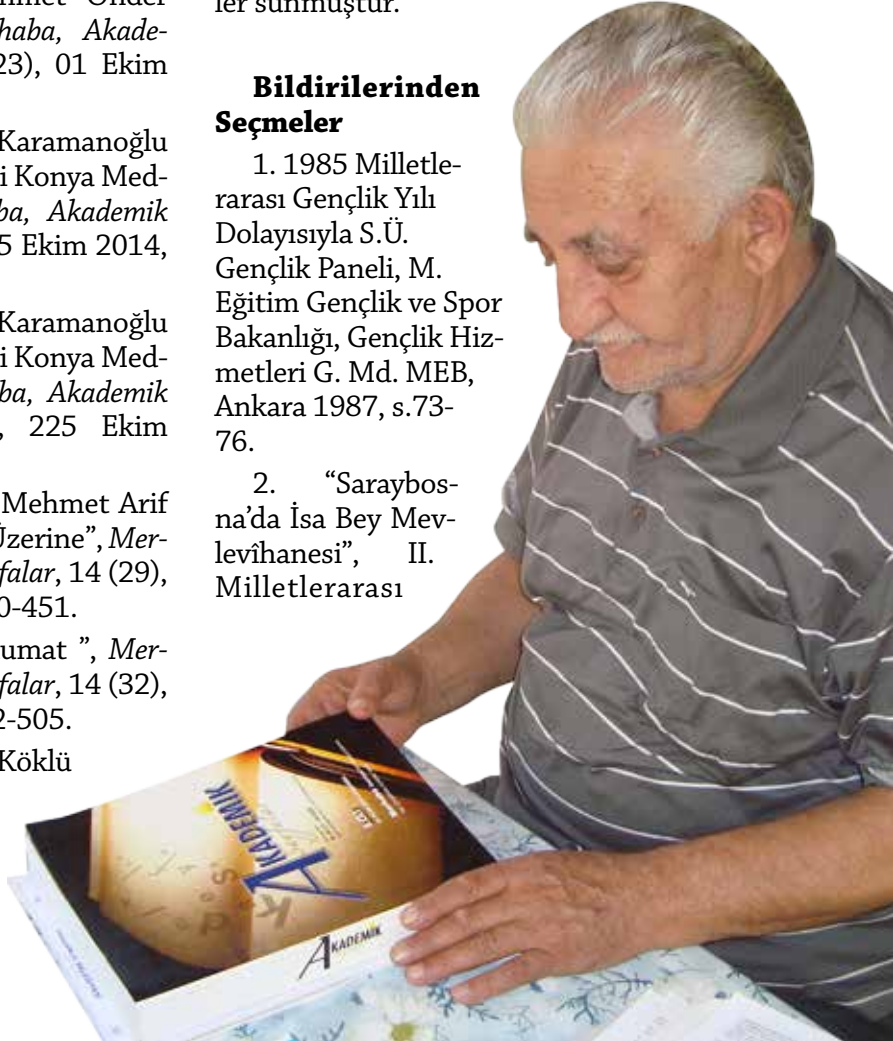 hmet Önder
haba, Akade-
23), 01 Ekim
Karamanoğlu
i Konya Med-
ba, Akademik
5 Ekim 2014,
Karamanoğlu
i Konya Med-
ba, Akademik
, 225 Ekim
Mehmet Arif
Üzerine”, Mer-
falar, 14 (29),
0-451.
umat ”, Mer-
falar, 14 (32),
2-505.
Köklü
ler sunmuştur.
Bildirilerinden
Seçmeler
1. 1985 Milletle-
rarası Gençlik Yılı
Dolayısıyla S.Ü.
Gençlik Paneli, M.
Eğitim Gençlik ve Spor
Bakanlığı, Gençlik Hiz-
metleri G. Md. MEB,
Ankara 1987, s.73-
76.
2. “Saraybos-
na’da İsa Bey Mev-
levîhanesi”, II.
Milletlerarası
AKADEMİK
AKADEMİK